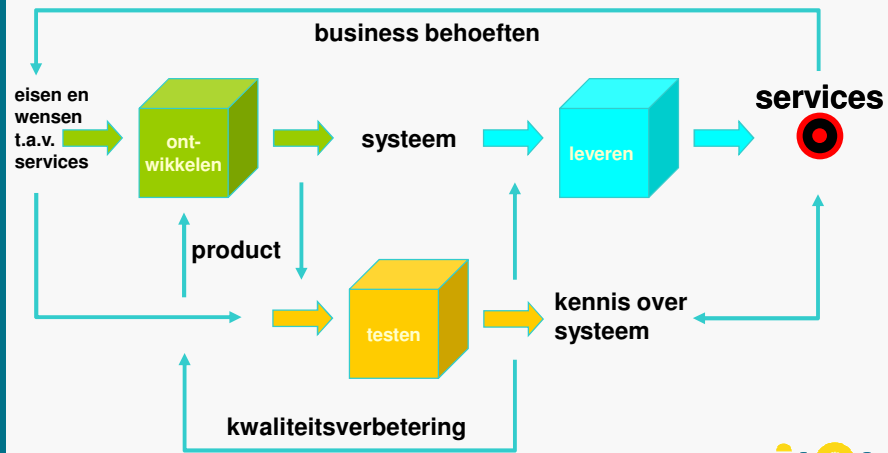 business behoeften
eisen en
wensen
t.a.v.
services
ont-
wikkelen
systeem
leveren
services
product
testen
kennis over
systeem
kwaliteitsverbetering